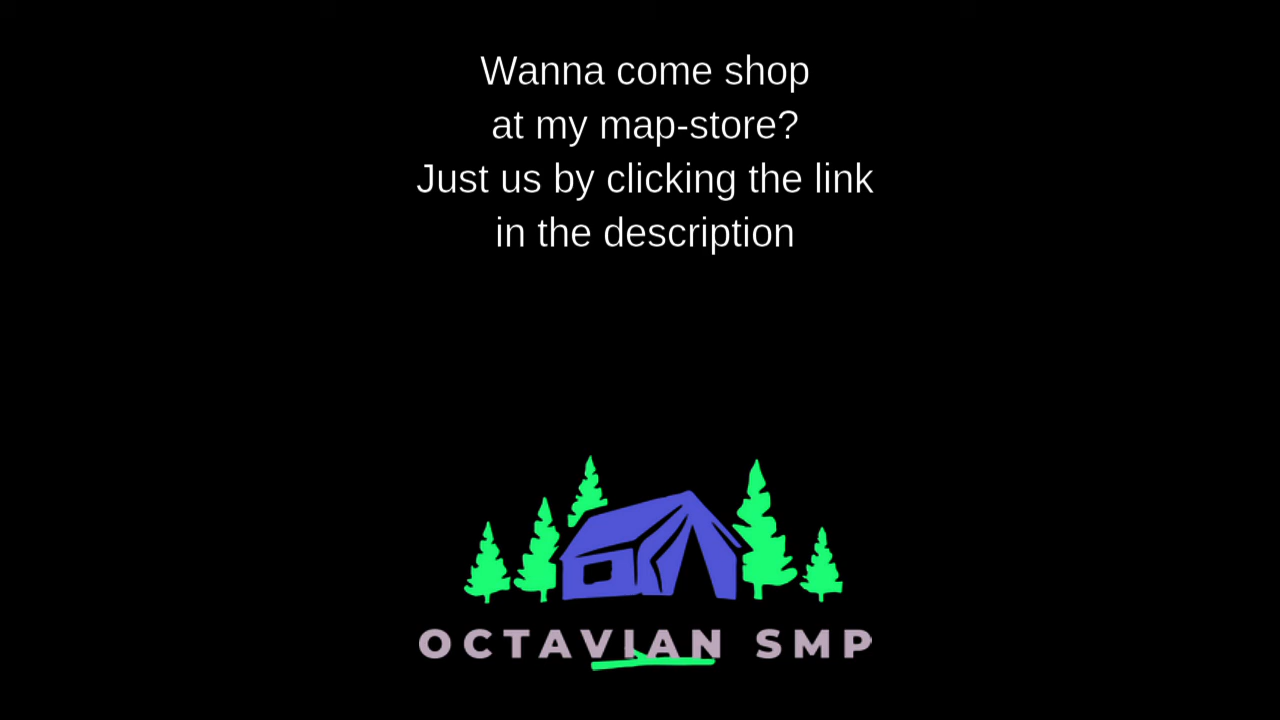 Wanna come shop
at my map-store?
Just us by clicking the link
in the description
OCTAVIAN SMP